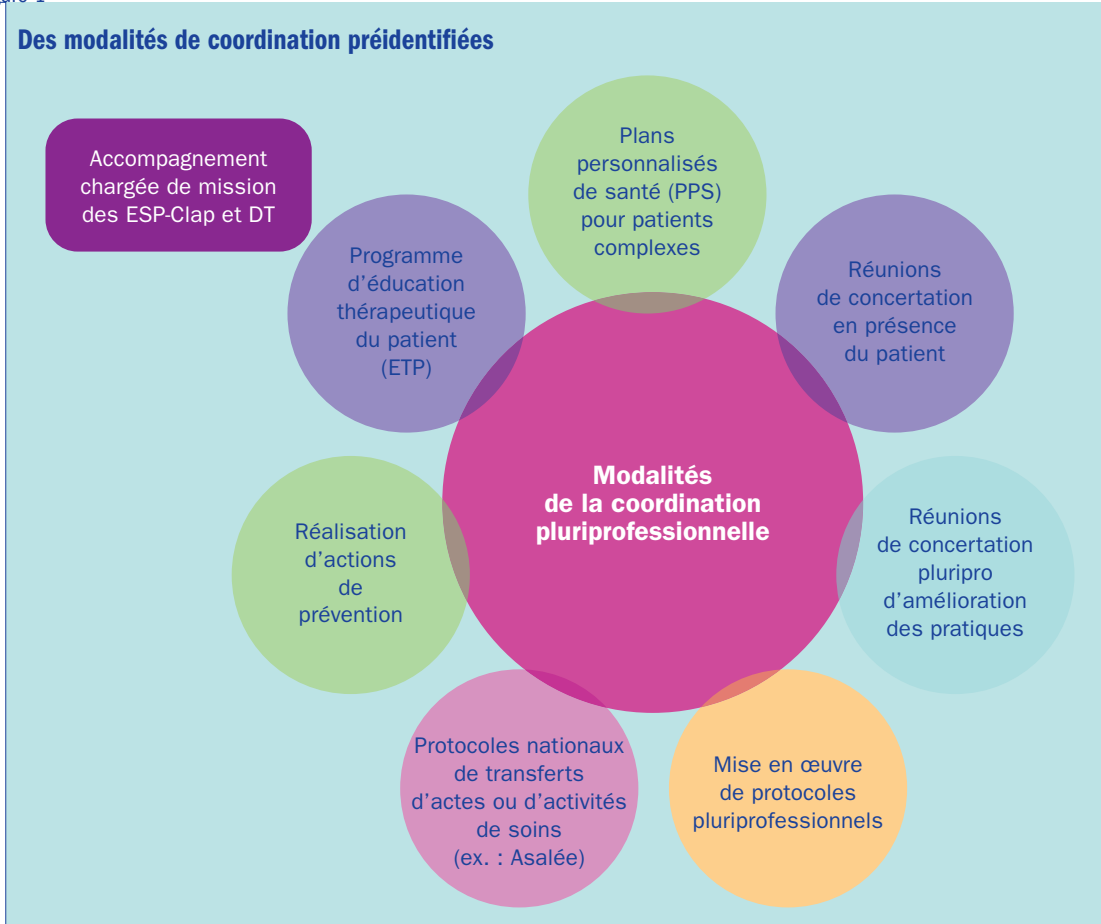 Des modalités de coordination préidentifiées
Accompagnement
chargée de mission
des ESP-Clap et DT
Plans
personnalisés
de santé (PPS)
pour patients
complexes
Programme
d'éducation
thérapeutique
du patient
(ETP)
Réunions
de concertation
en présence
du patient
Modalités
de la coordination
pluriprofessionnelle
Réalisation
d'actions
de
prévention
Réunions
de concertation
pluripro
d'amélioration
des pratiques
Protocoles nationaux
de transferts
d'actes ou d'activités
de soins
(ex. : Asalée)
Mise en œuvre
de protocoles
pluriprofessionnels